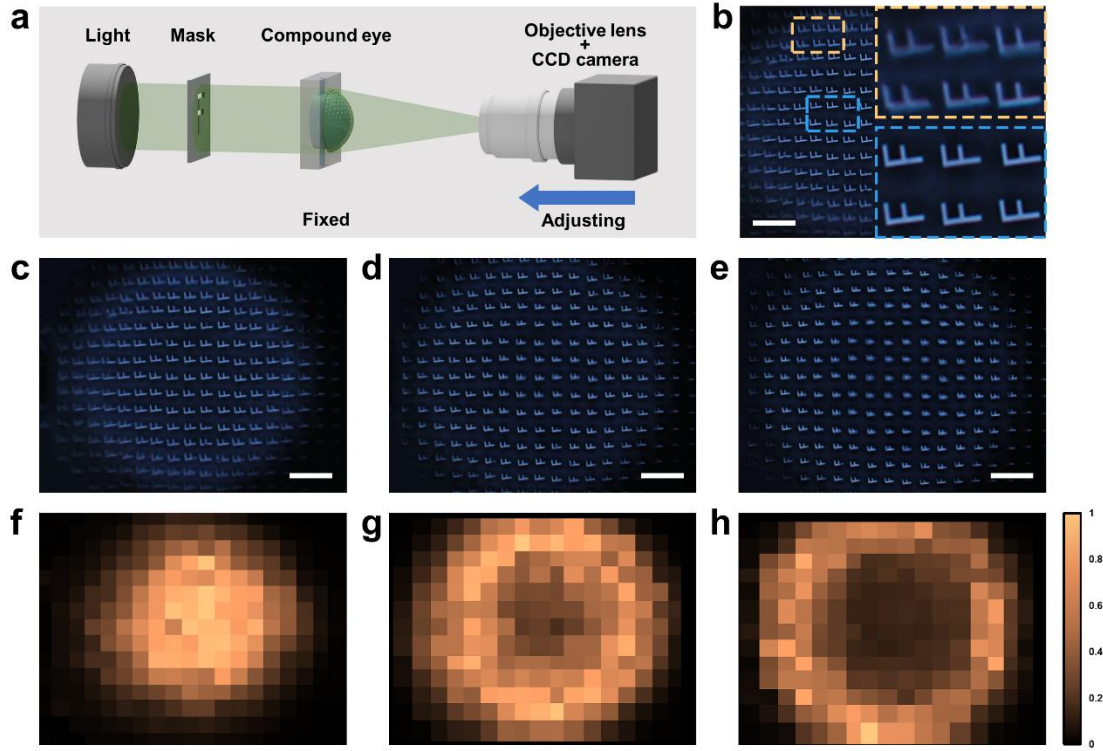 a
Light
Mask
Compound eye
Objective lens
+
CCD camera
Fixed
Adjusting
b
F F F
F F F
F F F
F F F
c
d
e
f
g
h
1
0.8
0.6
0.4
0.2
0